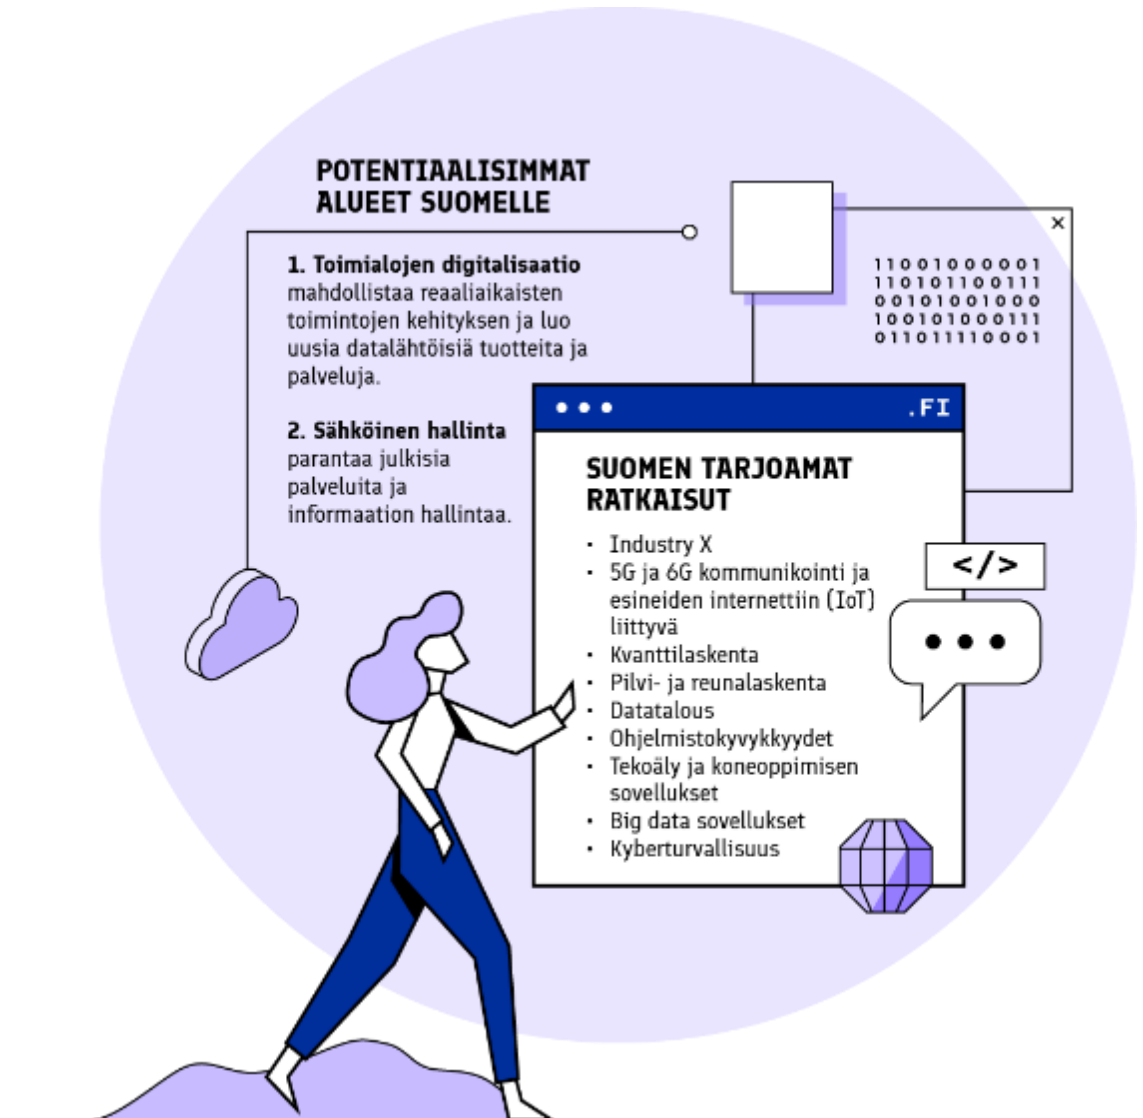 POTENTIAALISIMMAT
ALUEET SUOMELLE
1. Toimialojen digitalisaatio
mahdollistaa reaaliaikaisten
toimintojen kehityksen ja luo
uusia datalähtöisiä tuotteita ja
palveluja.
2. Sähköinen hallinta
parantaa julkisia
palveluita ja
informaation hallintaa.
x
11001000001
110101100111
00101001000
100101000111
01101110001
.FI
SUOMEN TARJOAMAT
RATKAISUT
• Industry X
• 5G ja 6G kommunikointi ja
esineiden internettiin (IoT)
liittyvä
• Kvanttilaskenta
• Pilvi- ja reunalaskenta
• Datatalous
• Ohjelmistokyvykkyydet
• Tekoäly ja koneoppimisen
sovellukset
• Big data sovellukset
• Kyberturvallisuus
</>